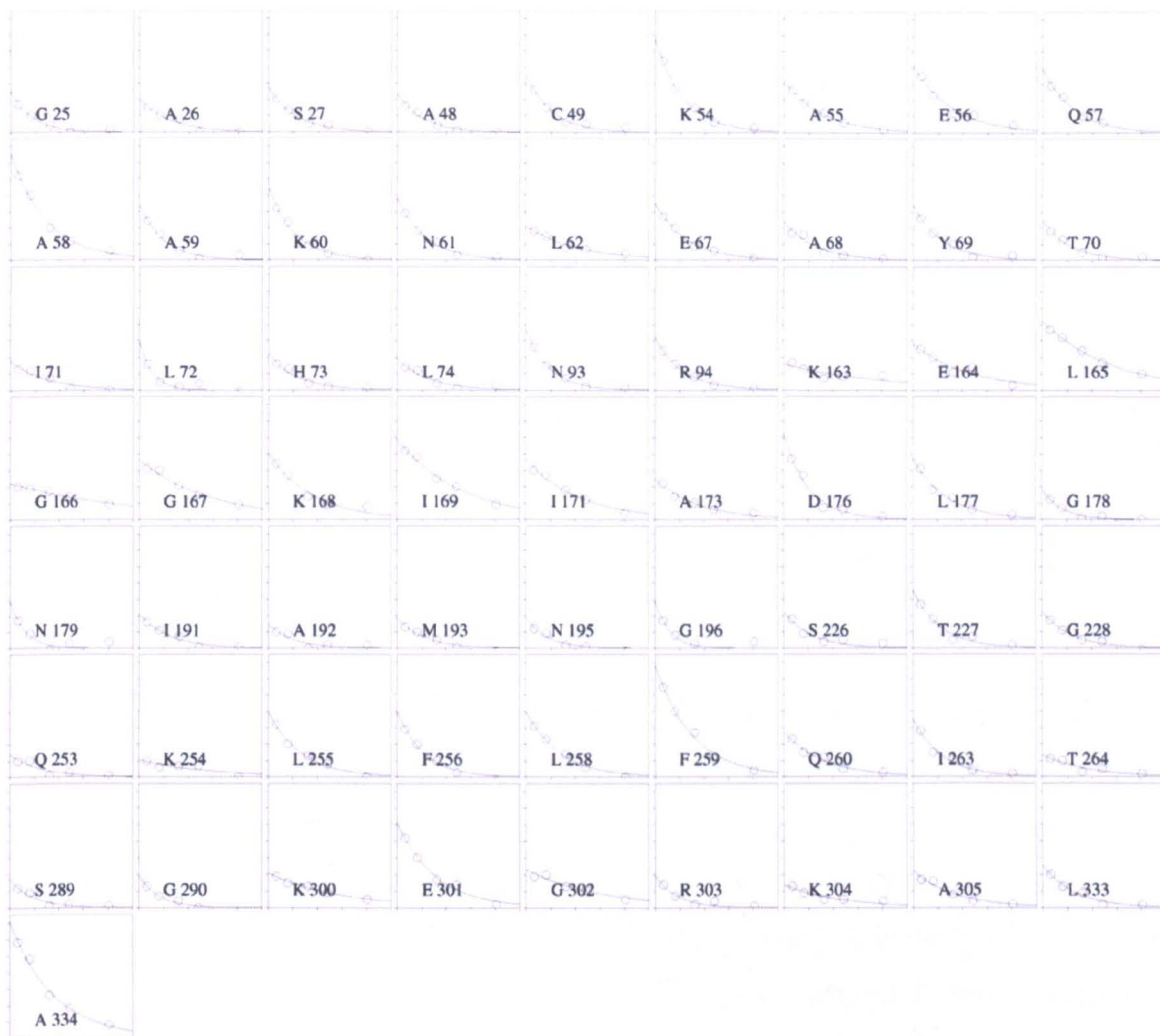 G 25 A 26 S 27 A 48 C 49 K 54 A 55 E 56 Q 57
A 58 A 59 K 60 N 61 L 62 E 67 A 68 Y 69 T 70
I 71 L 72 H 73 L 74 N 93 R 94 K 163 E 164 L 165
G 166 G 167 K 168 I 169 I 171 A 173 D 176 L 177 G 178
N 179 I 191 A 192 M 193 N 195 G 196 S 226 T 227 G 228
Q 253 K 254 L 255 F 256 L 258 F 259 Q 260 I 263 T 264
S 289 G 290 K 300 E 301 G 302 R 303 K 304 A 305 L 333
A 334